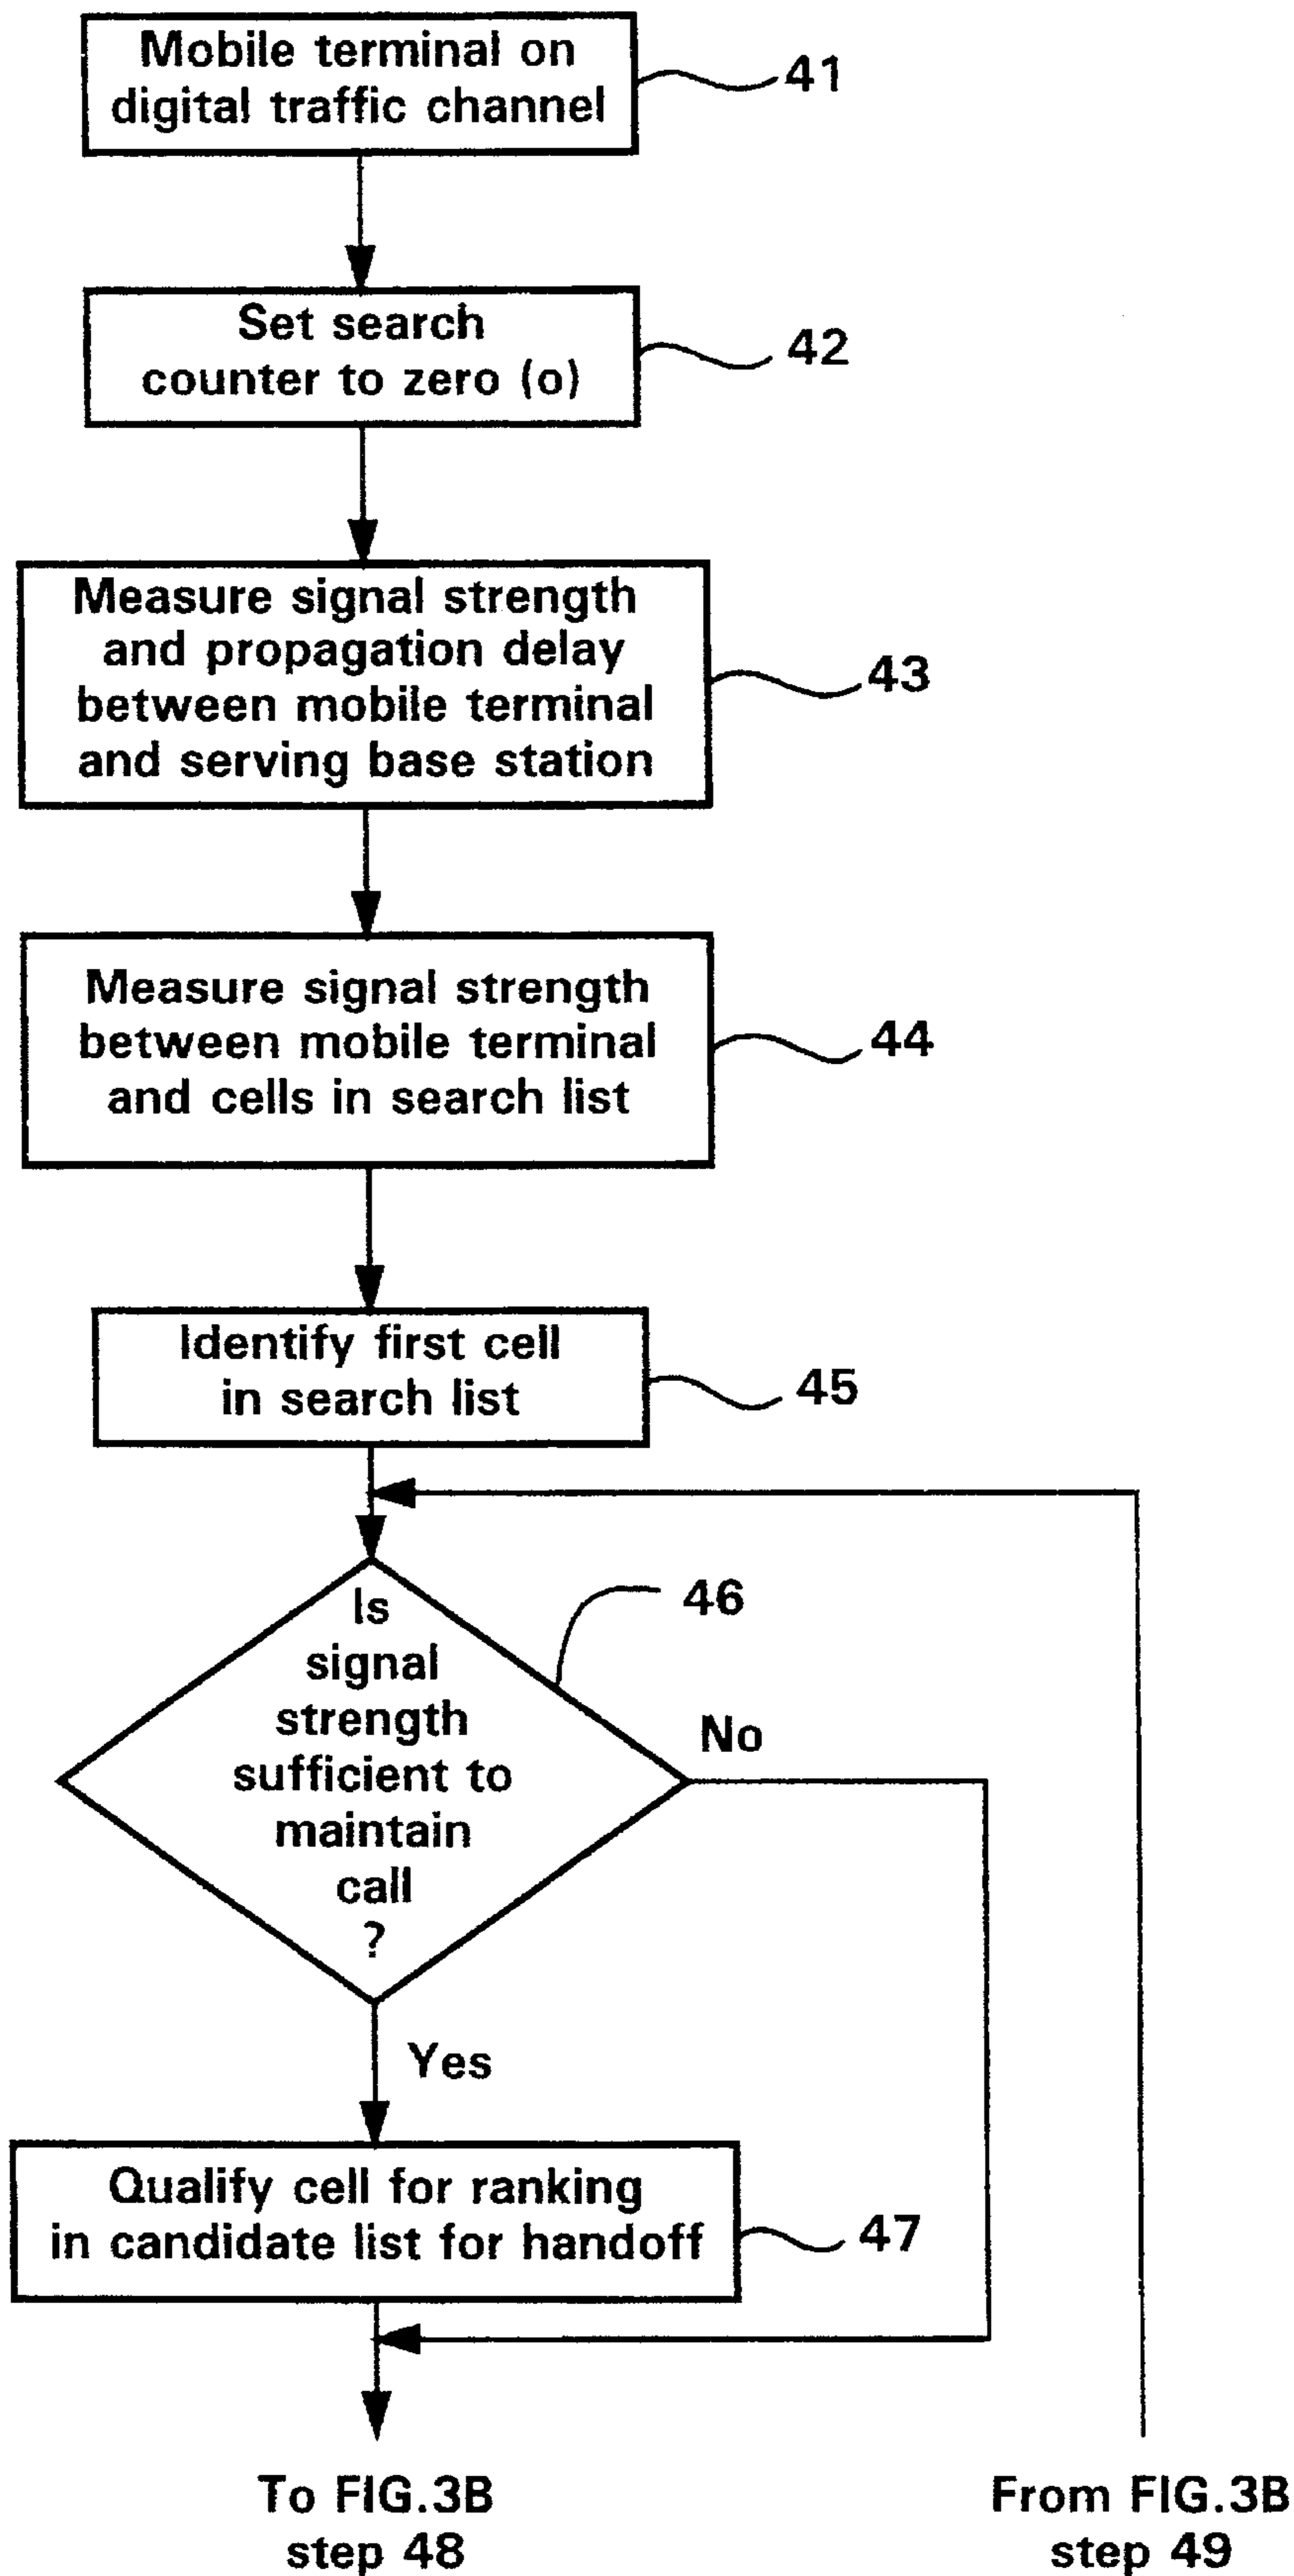 Mobile terminal on
digital traffic channel
41
Set search
counter to zero (o)
42
Measure signal strength
and propagation delay
between mobile terminal
and serving base station
43
Measure signal strength
between mobile terminal
and cells in search list
44
Identify first cell
in search list
45
Is
signal
strength
sufficient to
maintain
call
?
46
No
Yes
Qualify cell for ranking
in candidate list for handoff
47
To FIG.3B
step 48
From FIG.3B
step 49